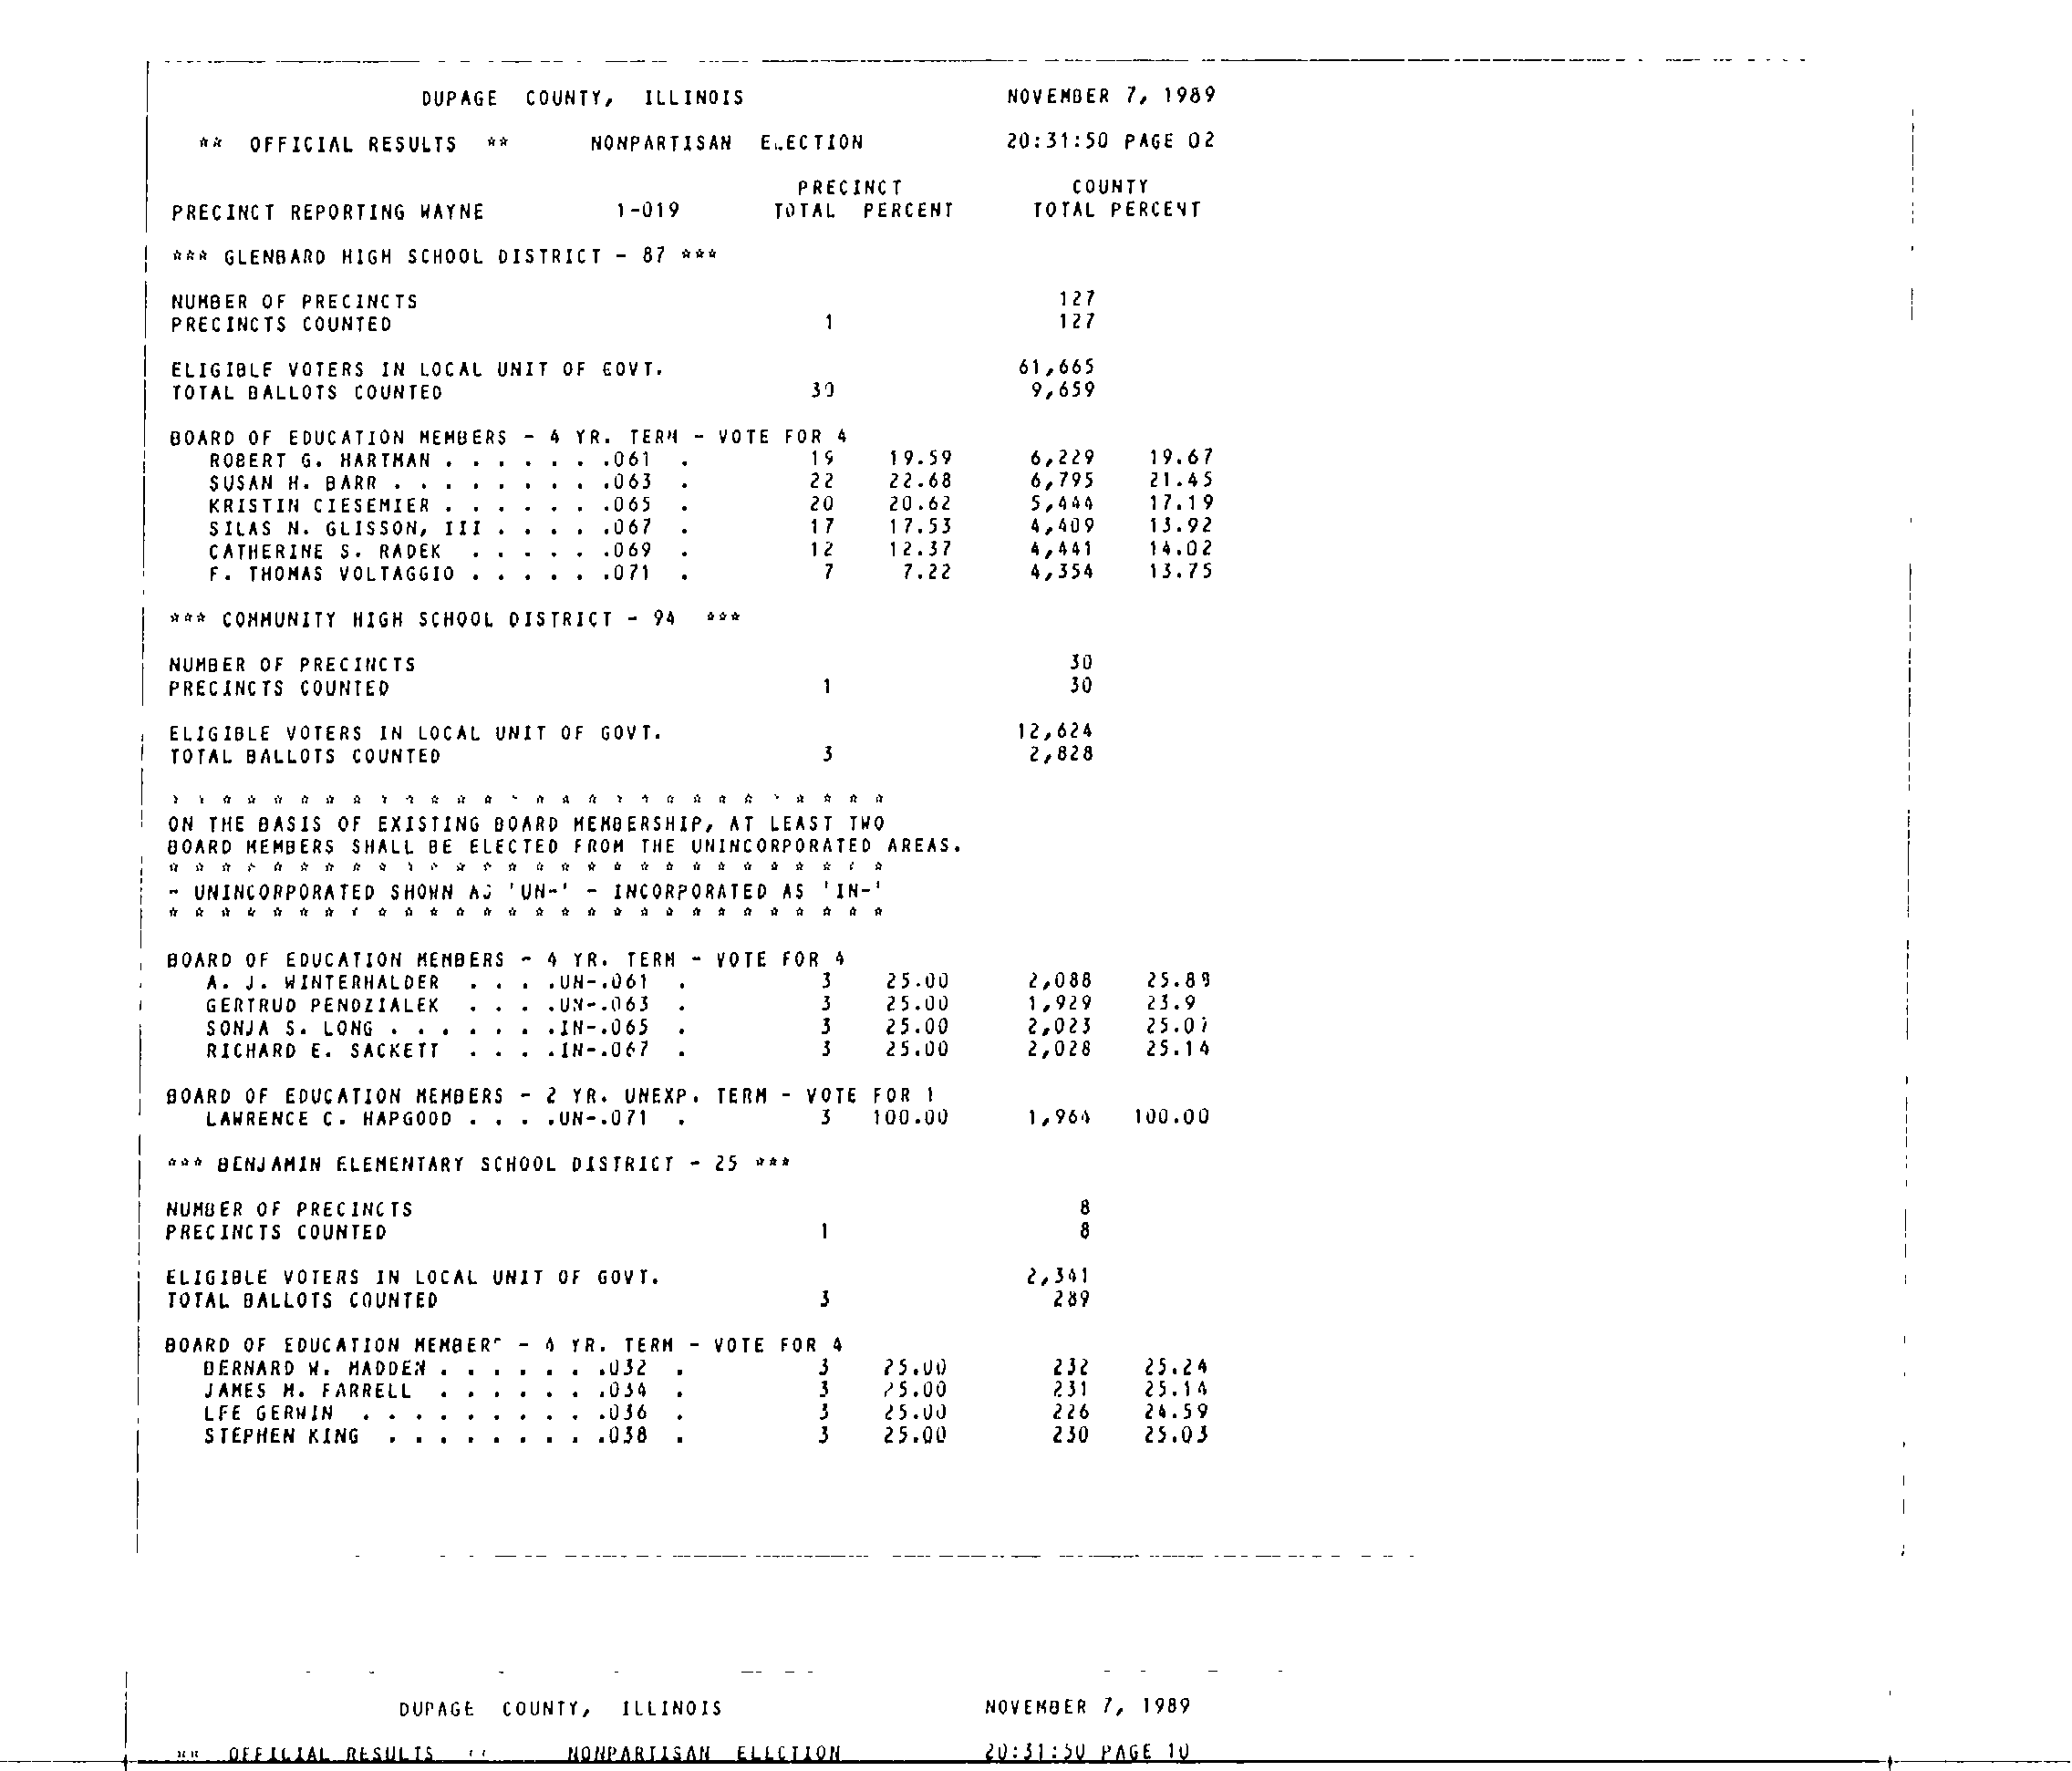 DUPAGE COUNTY, ILLINOIS NOVEMBER 7, 1989
** OFFICIAL RESULTS ** NONPARTISAN ELECTION 20:31:50 PAGE 02
PRECINCT COUNTY
PRECINCT REPORTING WAYNE 1-019 TOTAL PERCENT TOTAL PERCENT
*** GLENBARD HIGH SCHOOL DISTRICT - 87 ***
NUMBER OF PRECINCTS 127
PRECINCTS COUNTED 1 127
ELIGIBLE VOTERS IN LOCAL UNIT OF GOVT. 61,665
TOTAL BALLOTS COUNTED 30 9,659
BOARD OF EDUCATION MEMBERS - 4 YR. TERM - VOTE FOR 4
ROBERT G. HARTMAN . . . . . . .061 . 19 19.59 6,229 19.67
SUSAN H. BARR . . . . . . . . .063 . 22 22.68 6,795 21.45
KRISTIN CIESEMIER . . . . . . .065 . 20 20.62 5,444 17.19
SILAS N. GLISSON, III . . . . .067 . 17 17.53 4,409 13.92
CATHERINE S. RADEK . . . . . .069 . 12 12.37 4,441 14.02
F. THOMAS VOLTAGGIO . . . . . .071 . 7 7.22 4,354 13.75
*** COMMUNITY HIGH SCHOOL DISTRICT - 94 ***
NUMBER OF PRECINCTS 30
PRECINCTS COUNTED 1 30
ELIGIBLE VOTERS IN LOCAL UNIT OF GOVT. 12,624
TOTAL BALLOTS COUNTED 3 2,828
* * * * * * * * * * * * * * * * * * * * * * * * * * * *
ON THE BASIS OF EXISTING BOARD MEMBERSHIP, AT LEAST TWO
BOARD MEMBERS SHALL BE ELECTED FROM THE UNINCORPORATED AREAS.
* * * * * * * * * * * * * * * * * * * * * * * * * * * *
- UNINCORPORATED SHOWN AS 'UN-' - INCORPORATED AS 'IN-'
* * * * * * * * * * * * * * * * * * * * * * * * * * * *
BOARD OF EDUCATION MEMBERS - 4 YR. TERM - VOTE FOR 4
A. J. WINTERHALDER . . . .UN-.061 . 3 25.00 2,088 25.89
GERTRUD PENDZIALEK . . . .UN-.063 . 3 25.00 1,929 23.9
SONJA S. LONG . . . . . . .IN-.065 . 3 25.00 2,023 25.07
RICHARD E. SACKETT . . . .IN-.067 . 3 25.00 2,028 25.14
BOARD OF EDUCATION MEMBERS - 2 YR. UNEXP. TERM - VOTE FOR 1
LAWRENCE C. HAPGOOD . . . .UN-.071 . 3 100.00 1,964 100.00
*** BENJAMIN ELEMENTARY SCHOOL DISTRICT - 25 ***
NUMBER OF PRECINCTS 8
PRECINCTS COUNTED 1 8
ELIGIBLE VOTERS IN LOCAL UNIT OF GOVT. 2,341
TOTAL BALLOTS COUNTED 3 289
BOARD OF EDUCATION MEMBERS - 4 YR. TERM - VOTE FOR 4
BERNARD W. MADDEN . . . . . . .032 . 3 25.00 232 25.24
JAMES M. FARRELL . . . . . . .034 . 3 25.00 231 25.14
LEE GERWIN . . . . . . . . . .036 . 3 25.00 226 24.59
STEPHEN KING . . . . . . . . .038 . 3 25.00 230 25.03
DUPAGE COUNTY, ILLINOIS NOVEMBER 7, 1989
** OFFICIAL RESULTS NONPARTISAN ELECTION 20:31:50 PAGE 10